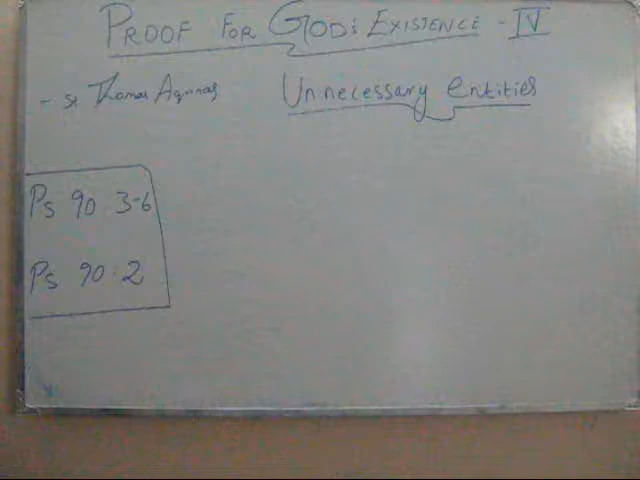 PROOF FOR GOD'S EXISTENCE - IV
- St Thomas Aquinas Unnecessary entities
Ps 90 3-6
Ps 90:2